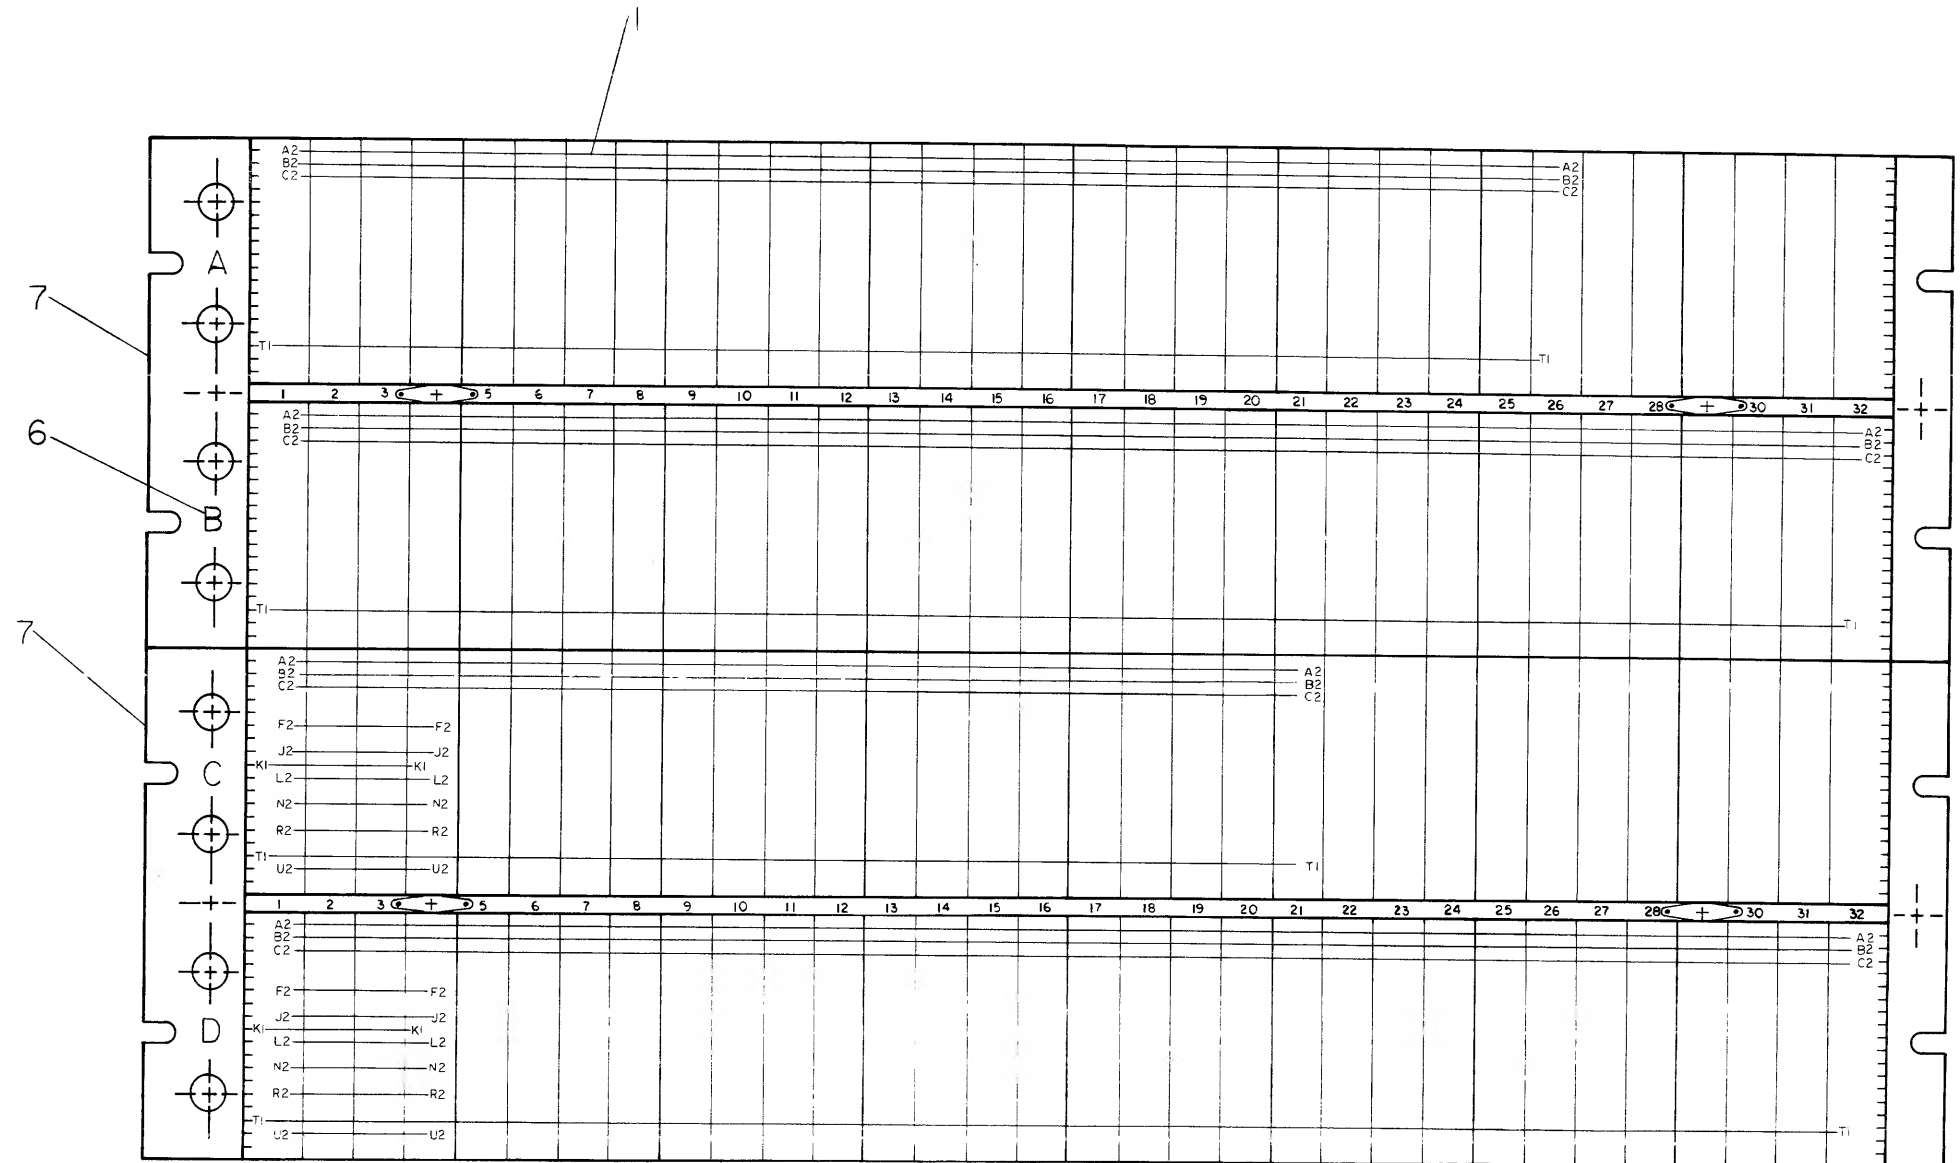 1
A2 A2
B2 B2
C2 C2
A
7
T1 T1
1 2 3 5 6 7 8 9 10 11 12 13 14 15 16 17 18 19 20 21 22 23 24 25 26 27 28 30 31 32
A2 A2
B2 B2
C2 C2
6
B
T1 T1
7
A2 A2
B2 B2
C2 C2
F2 F2
J2 J2
K1 K1
C
L2 L2
N2 N2
R2 R2
T1 T1
U2 U2
1 2 3 5 6 7 8 9 10 11 12 13 14 15 16 17 18 19 20 21 22 23 24 25 26 27 28 30 31 32
A2 A2
B2 B2
C2 C2
F2 F2
J2 J2
K1 K1
D
L2 L2
N2 N2
R2 R2
T1 T1
U2 U2